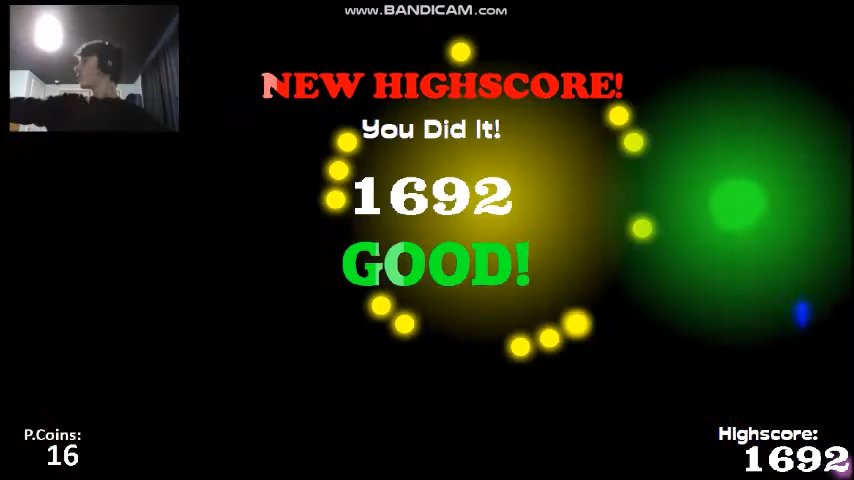 www.BANDICAM.com
NEW HIGHSCORE!
You Did It!
1692
GOOD!
P.Coins:
16
Highscore:
1692